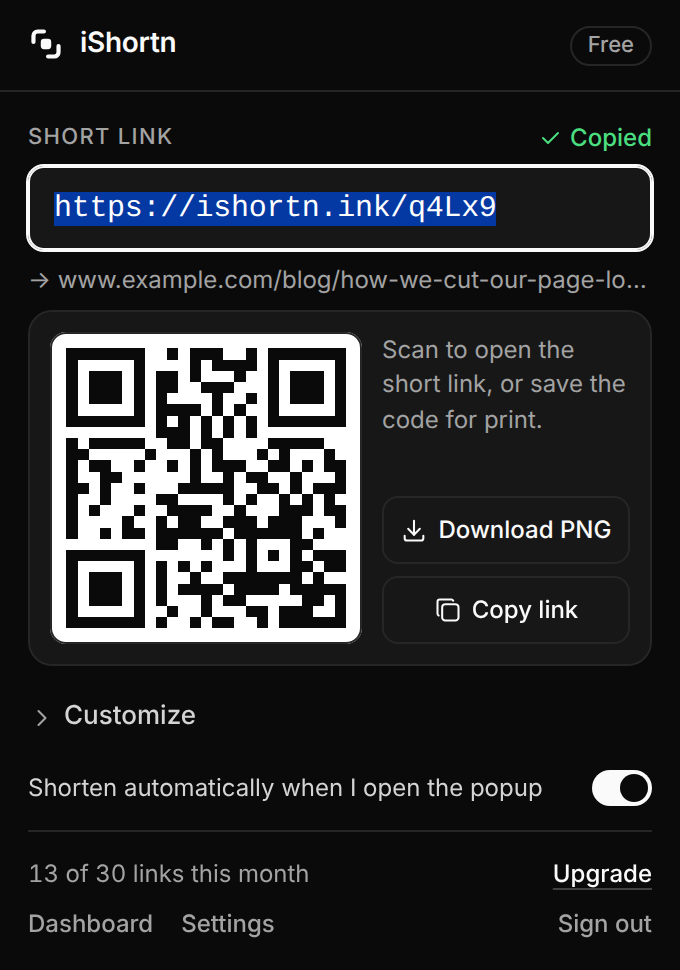 iShortn
Free
SHORT LINK
Copied
https://ishortn.ink/q4Lx9
→ www.example.com/blog/how-we-cut-our-page-lo...
Scan to open the
short link, or save the
code for print.
Download PNG
Copy link
Customize
Shorten automatically when I open the popup
13 of 30 links this month
Upgrade
Dashboard
Settings
Sign out